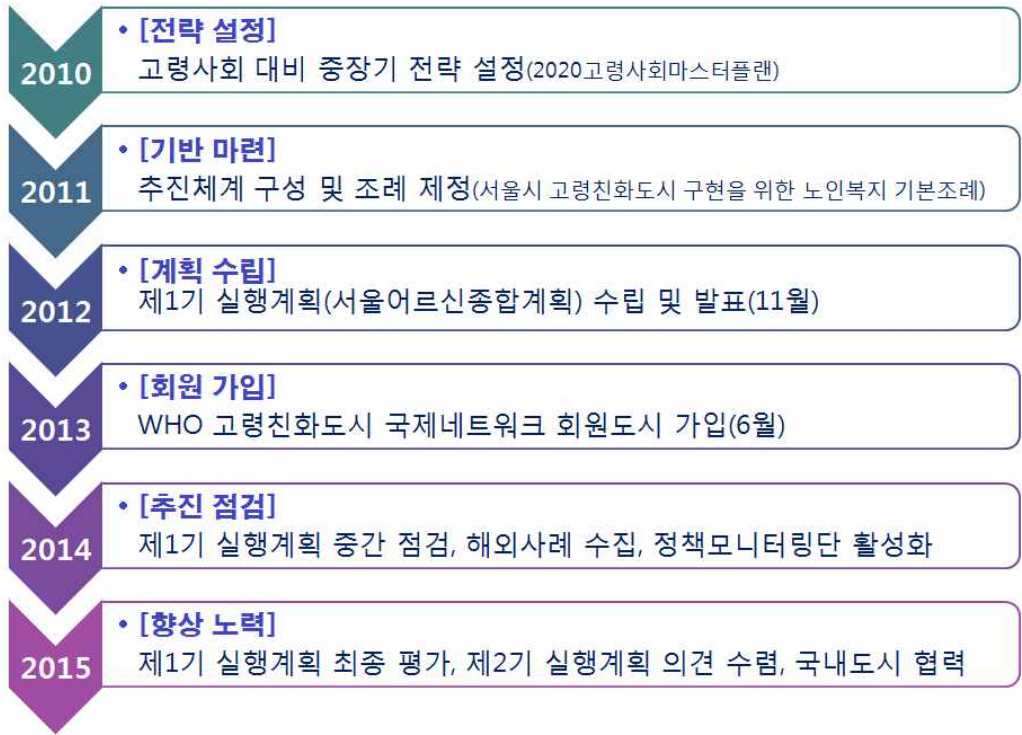 2010
• [전략 설정]
고령사회 대비 중장기 전략 설정(2020고령사회마스터플랜)
2011
• [기반 마련]
추진체계 구성 및 조례 제정(서울시 고령친화도시 구현을 위한 노인복지 기본조례)
2012
• [계획 수립]
제1기 실행계획(서울어르신종합계획) 수립 및 발표(11월)
2013
• [회원 가입]
WHO 고령친화도시 국제네트워크 회원도시 가입(6월)
2014
• [추진 점검]
제1기 실행계획 중간 점검, 해외사례 수집, 정책모니터링단 활성화
2015
• [향상 노력]
제1기 실행계획 최종 평가, 제2기 실행계획 의견 수렴, 국내도시 협력